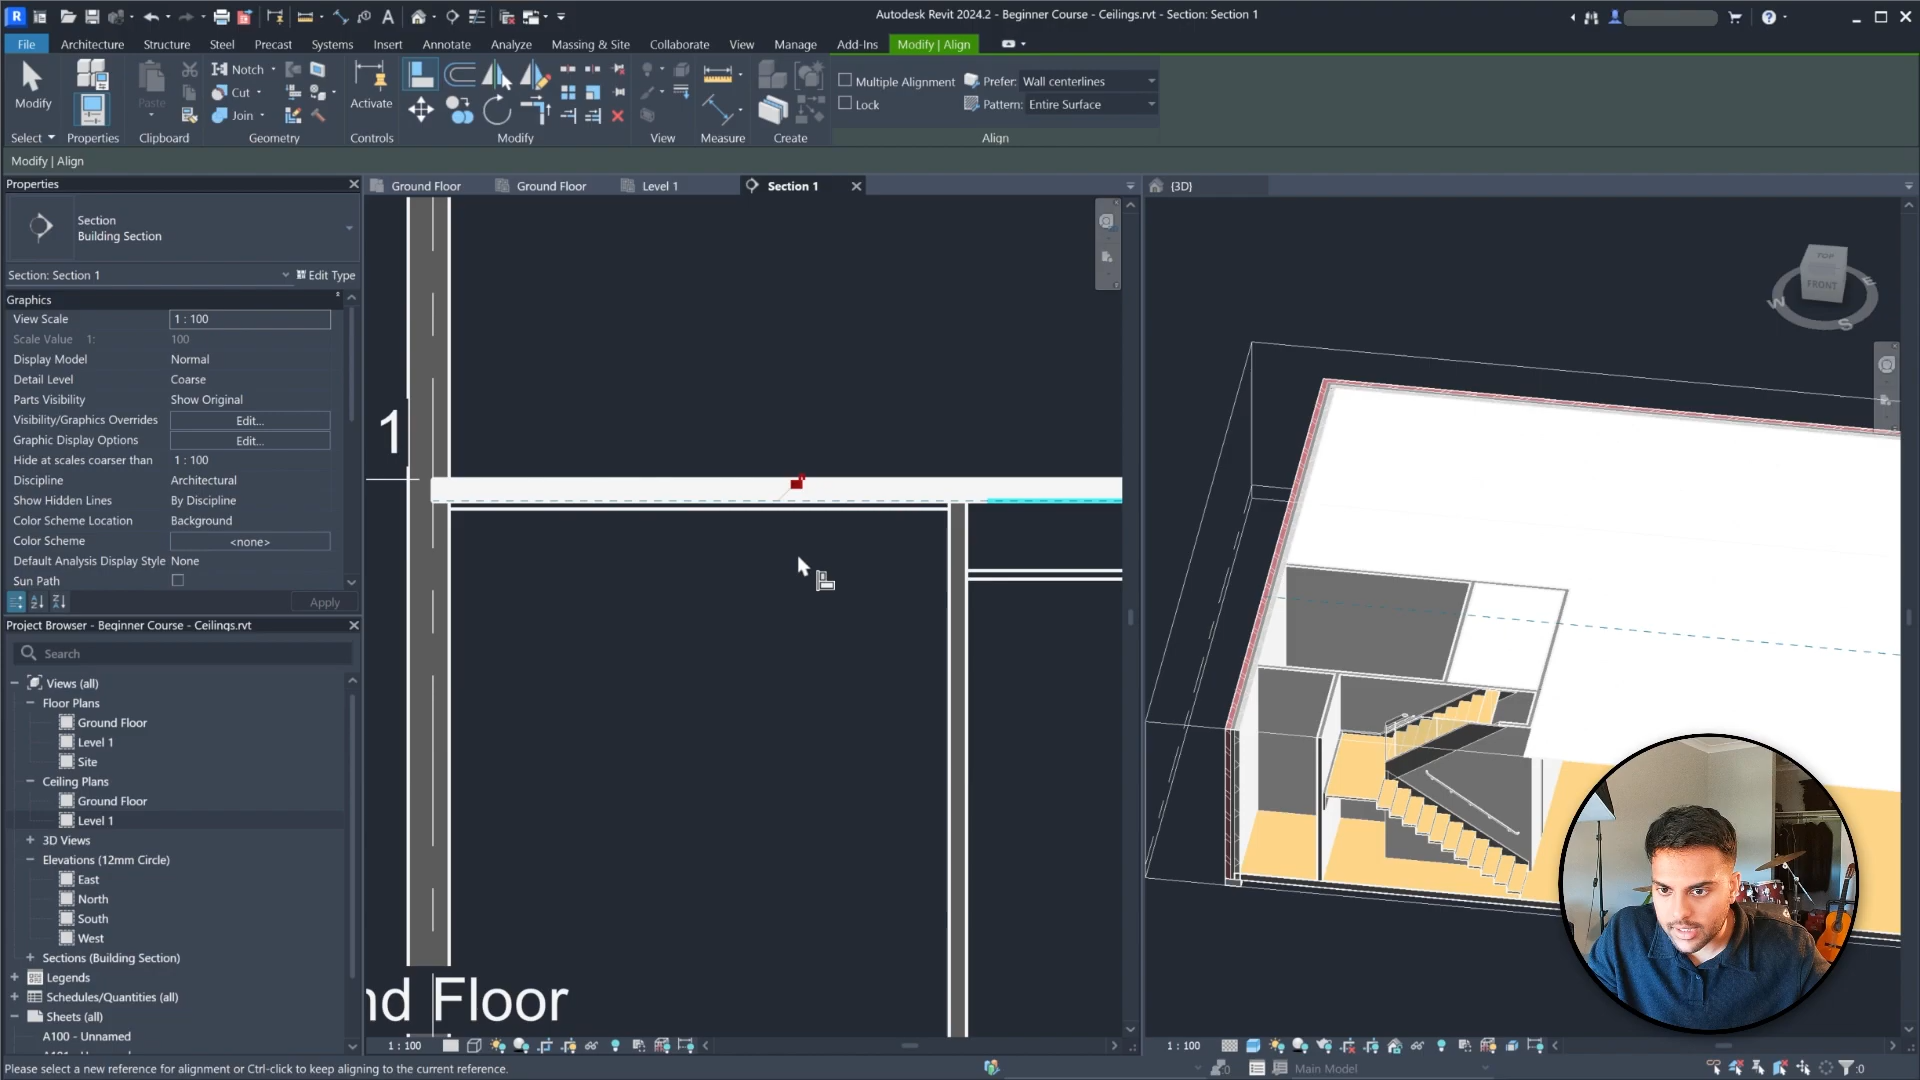 Autodesk Revit 2024.2 - Beginner Course - Ceilings.rvt - Section: Section 1
File Architecture Structure Steel Precast Systems Insert Annotate Analyze Massing & Site Collaborate View Manage Add-Ins Modify | Align
Modify
Paste
Notch
Cut
Join
Activate
Multiple Alignment Prefer: Wall centerlines
Lock Pattern: Entire Surface
Select Properties Clipboard Geometry Controls Modify View Measure Create Align
Modify | Align
Properties
Ground Floor Ground Floor Level 1 Section 1 {3D}
Section
Building Section
Section: Section 1 Edit Type
Graphics
View Scale 1 : 100
Scale Value 1: 100
Display Model Normal
Detail Level Coarse
Parts Visibility Show Original
Visibility/Graphics Overrides Edit...
Graphic Display Options Edit...
Hide at scales coarser than 1 : 100
Discipline Architectural
Show Hidden Lines By Discipline
Color Scheme Location Background
Color Scheme <none>
Default Analysis Display Style None
Sun Path
Apply
Project Browser - Beginner Course - Ceilings.rvt
Search
Views (all)
Floor Plans
Ground Floor
Level 1
Site
Ceiling Plans
Ground Floor
Level 1
3D Views
Elevations (12mm Circle)
East
North
South
West
Sections (Building Section)
Legends
Schedules/Quantities (all)
Sheets (all)
A100 - Unnamed
1
nd Floor
TOP
FRONT
W
S
E
1 : 100
1 : 100
Please select a new reference for alignment or Ctrl-click to keep aligning to the current reference.
Main Model
:0